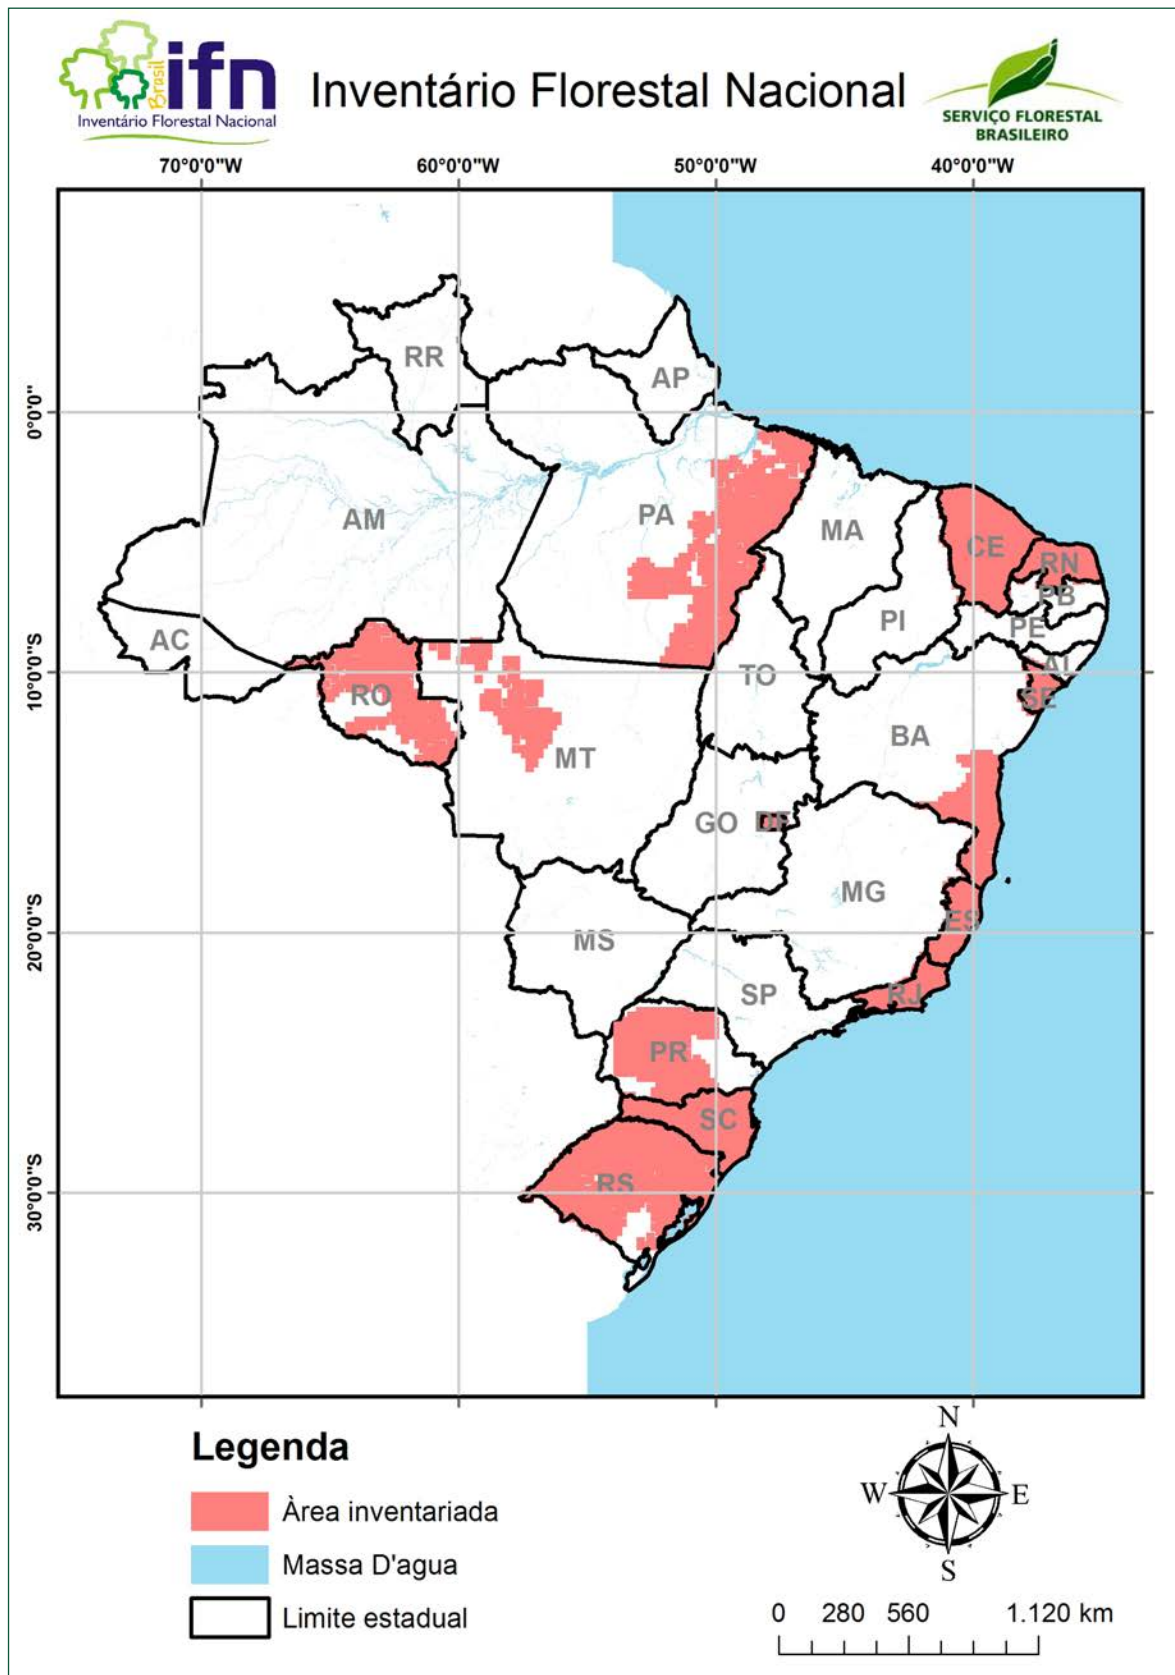 Brasil
ifn
Inventário Florestal Nacional
Inventário Florestal Nacional
SERVIÇO FLORESTAL
BRASILEIRO
70°0'0"W 60°0'0"W 50°0'0"W 40°0'0"W
0°0'0"
10°0'0"S
20°0'0"S
30°0'0"S
RR
AP
AM
PA
MA
CE
RN
PB
PI
PE
AC
AL
TO
RO
SE
BA
MT
GO
DF
MG
ES
MS
SP
RJ
PR
SC
RS
Legenda
Àrea inventariada
Massa D'agua
Limite estadual
N
W
E
S
0 280 560 1.120 km